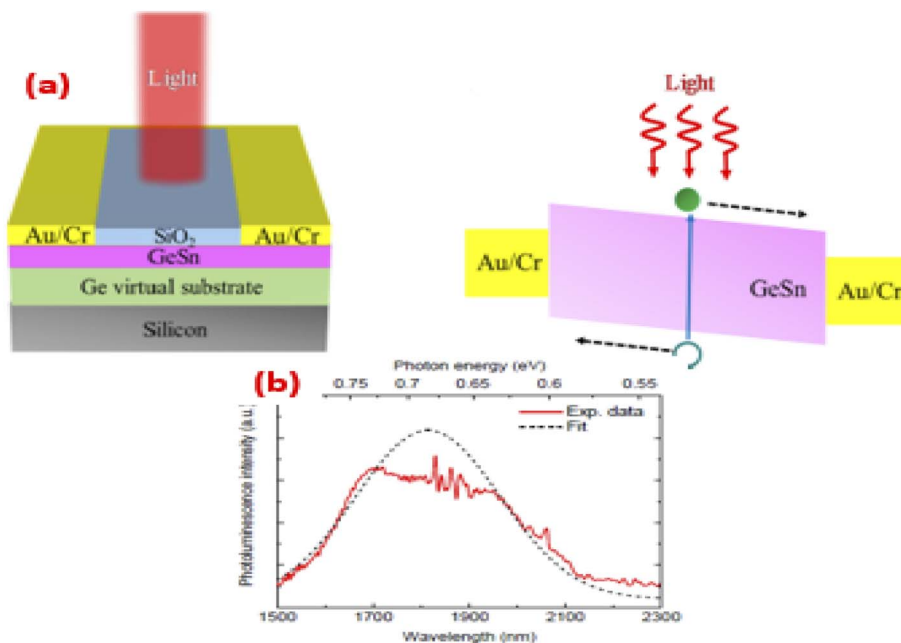 (a)
Light
Au/Cr
SiO₂
Au/Cr
GeSn
Ge virtual substrate
Silicon
Light
Au/Cr
GeSn
Au/Cr
(b)
Photon energy (eV)
0.75 0.7 0.65 0.6 0.55
Exp. data
Fit
Photoluminescence intensity (a.u.)
1500 1700 1900 2100 2300
Wavelength (nm)